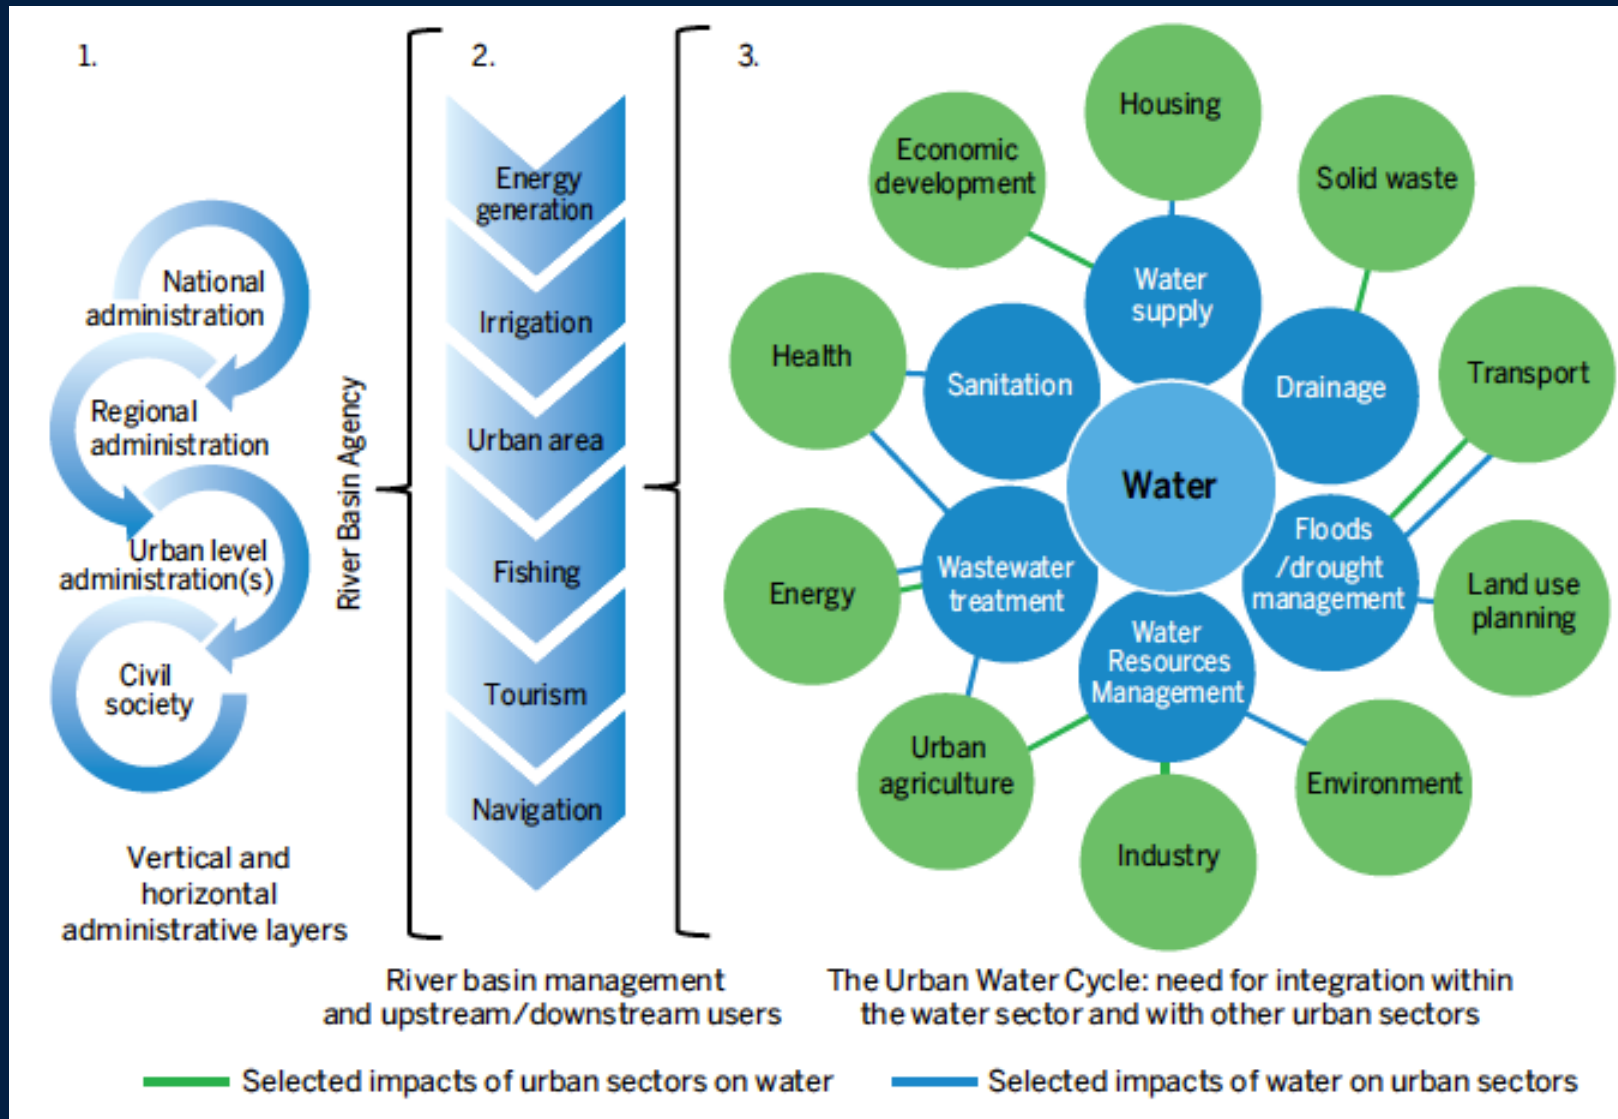 1.
National
administration
Regional
administration
Urban level
administration(s)
Civil
society
Vertical and
horizontal
administrative layers
River Basin Agency
2.
Energy
generation
Irrigation
Urban area
Fishing
Tourism
Navigation
River basin management
and upstream/downstream users
3.
Housing
Economic
development
Solid waste
Water
supply
Health
Sanitation
Drainage
Transport
Water
Energy
Wastewater
treatment
Floods
/drought
management
Land use
planning
Water
Resources
Management
Urban
agriculture
Industry
Environment
The Urban Water Cycle: need for integration within
the water sector and with other urban sectors
Selected impacts of urban sectors on water
Selected impacts of water on urban sectors